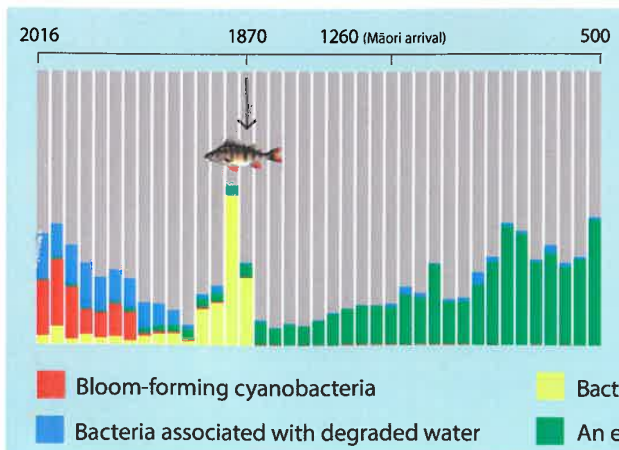 2016 1870 1260 (Māori arrival) 500
Bloom-forming cyanobacteria Bact
Bacteria associated with degraded water An e